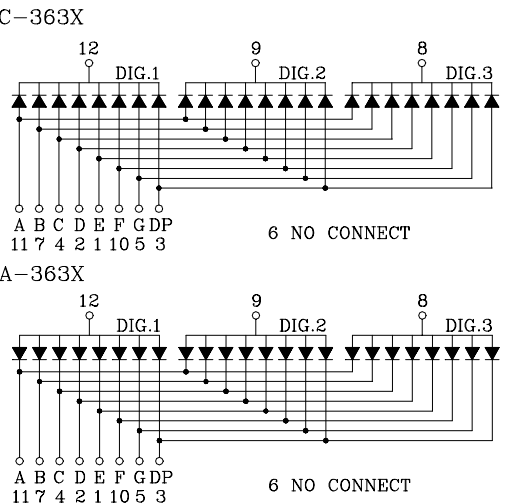 C-363X
12 9 8
DIG.1 DIG.2 DIG.3
A B C D E F G DP
11 7 4 2 1 10 5 3
6 NO CONNECT
A-363X
12 9 8
DIG.1 DIG.2 DIG.3
A B C D E F G DP
11 7 4 2 1 10 5 3
6 NO CONNECT